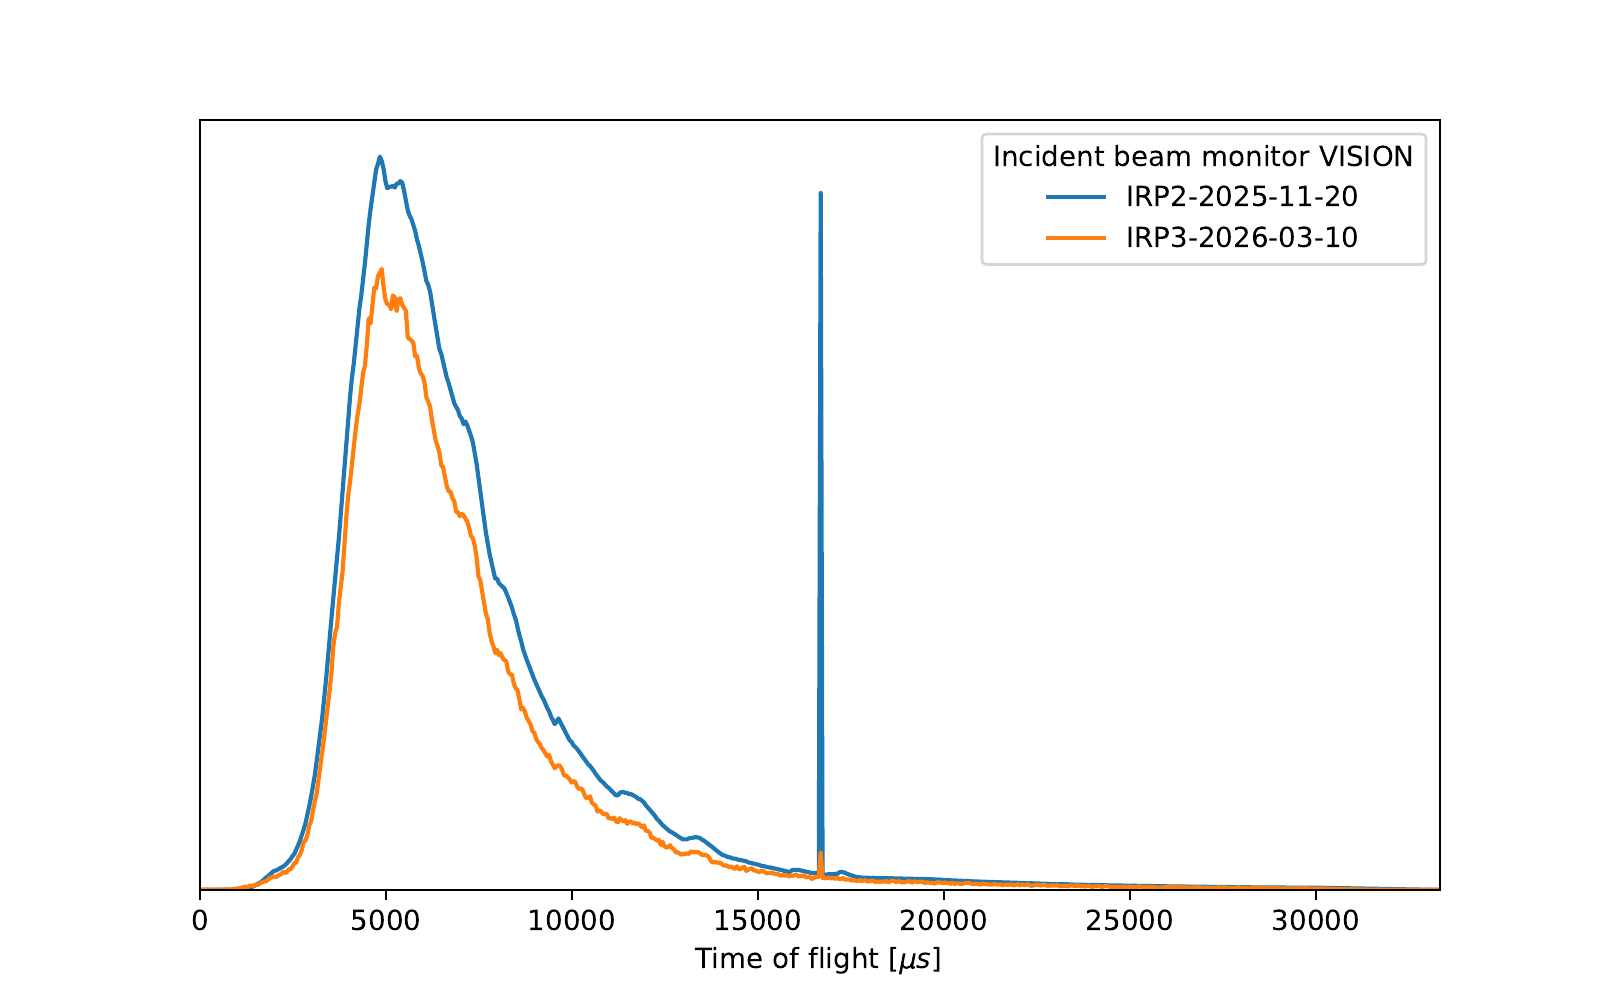 Incident beam monitor VISION
IRP2-2025-11-20
IRP3-2026-03-10
0 5000 10000 15000 20000 25000 30000
Time of flight [μs]